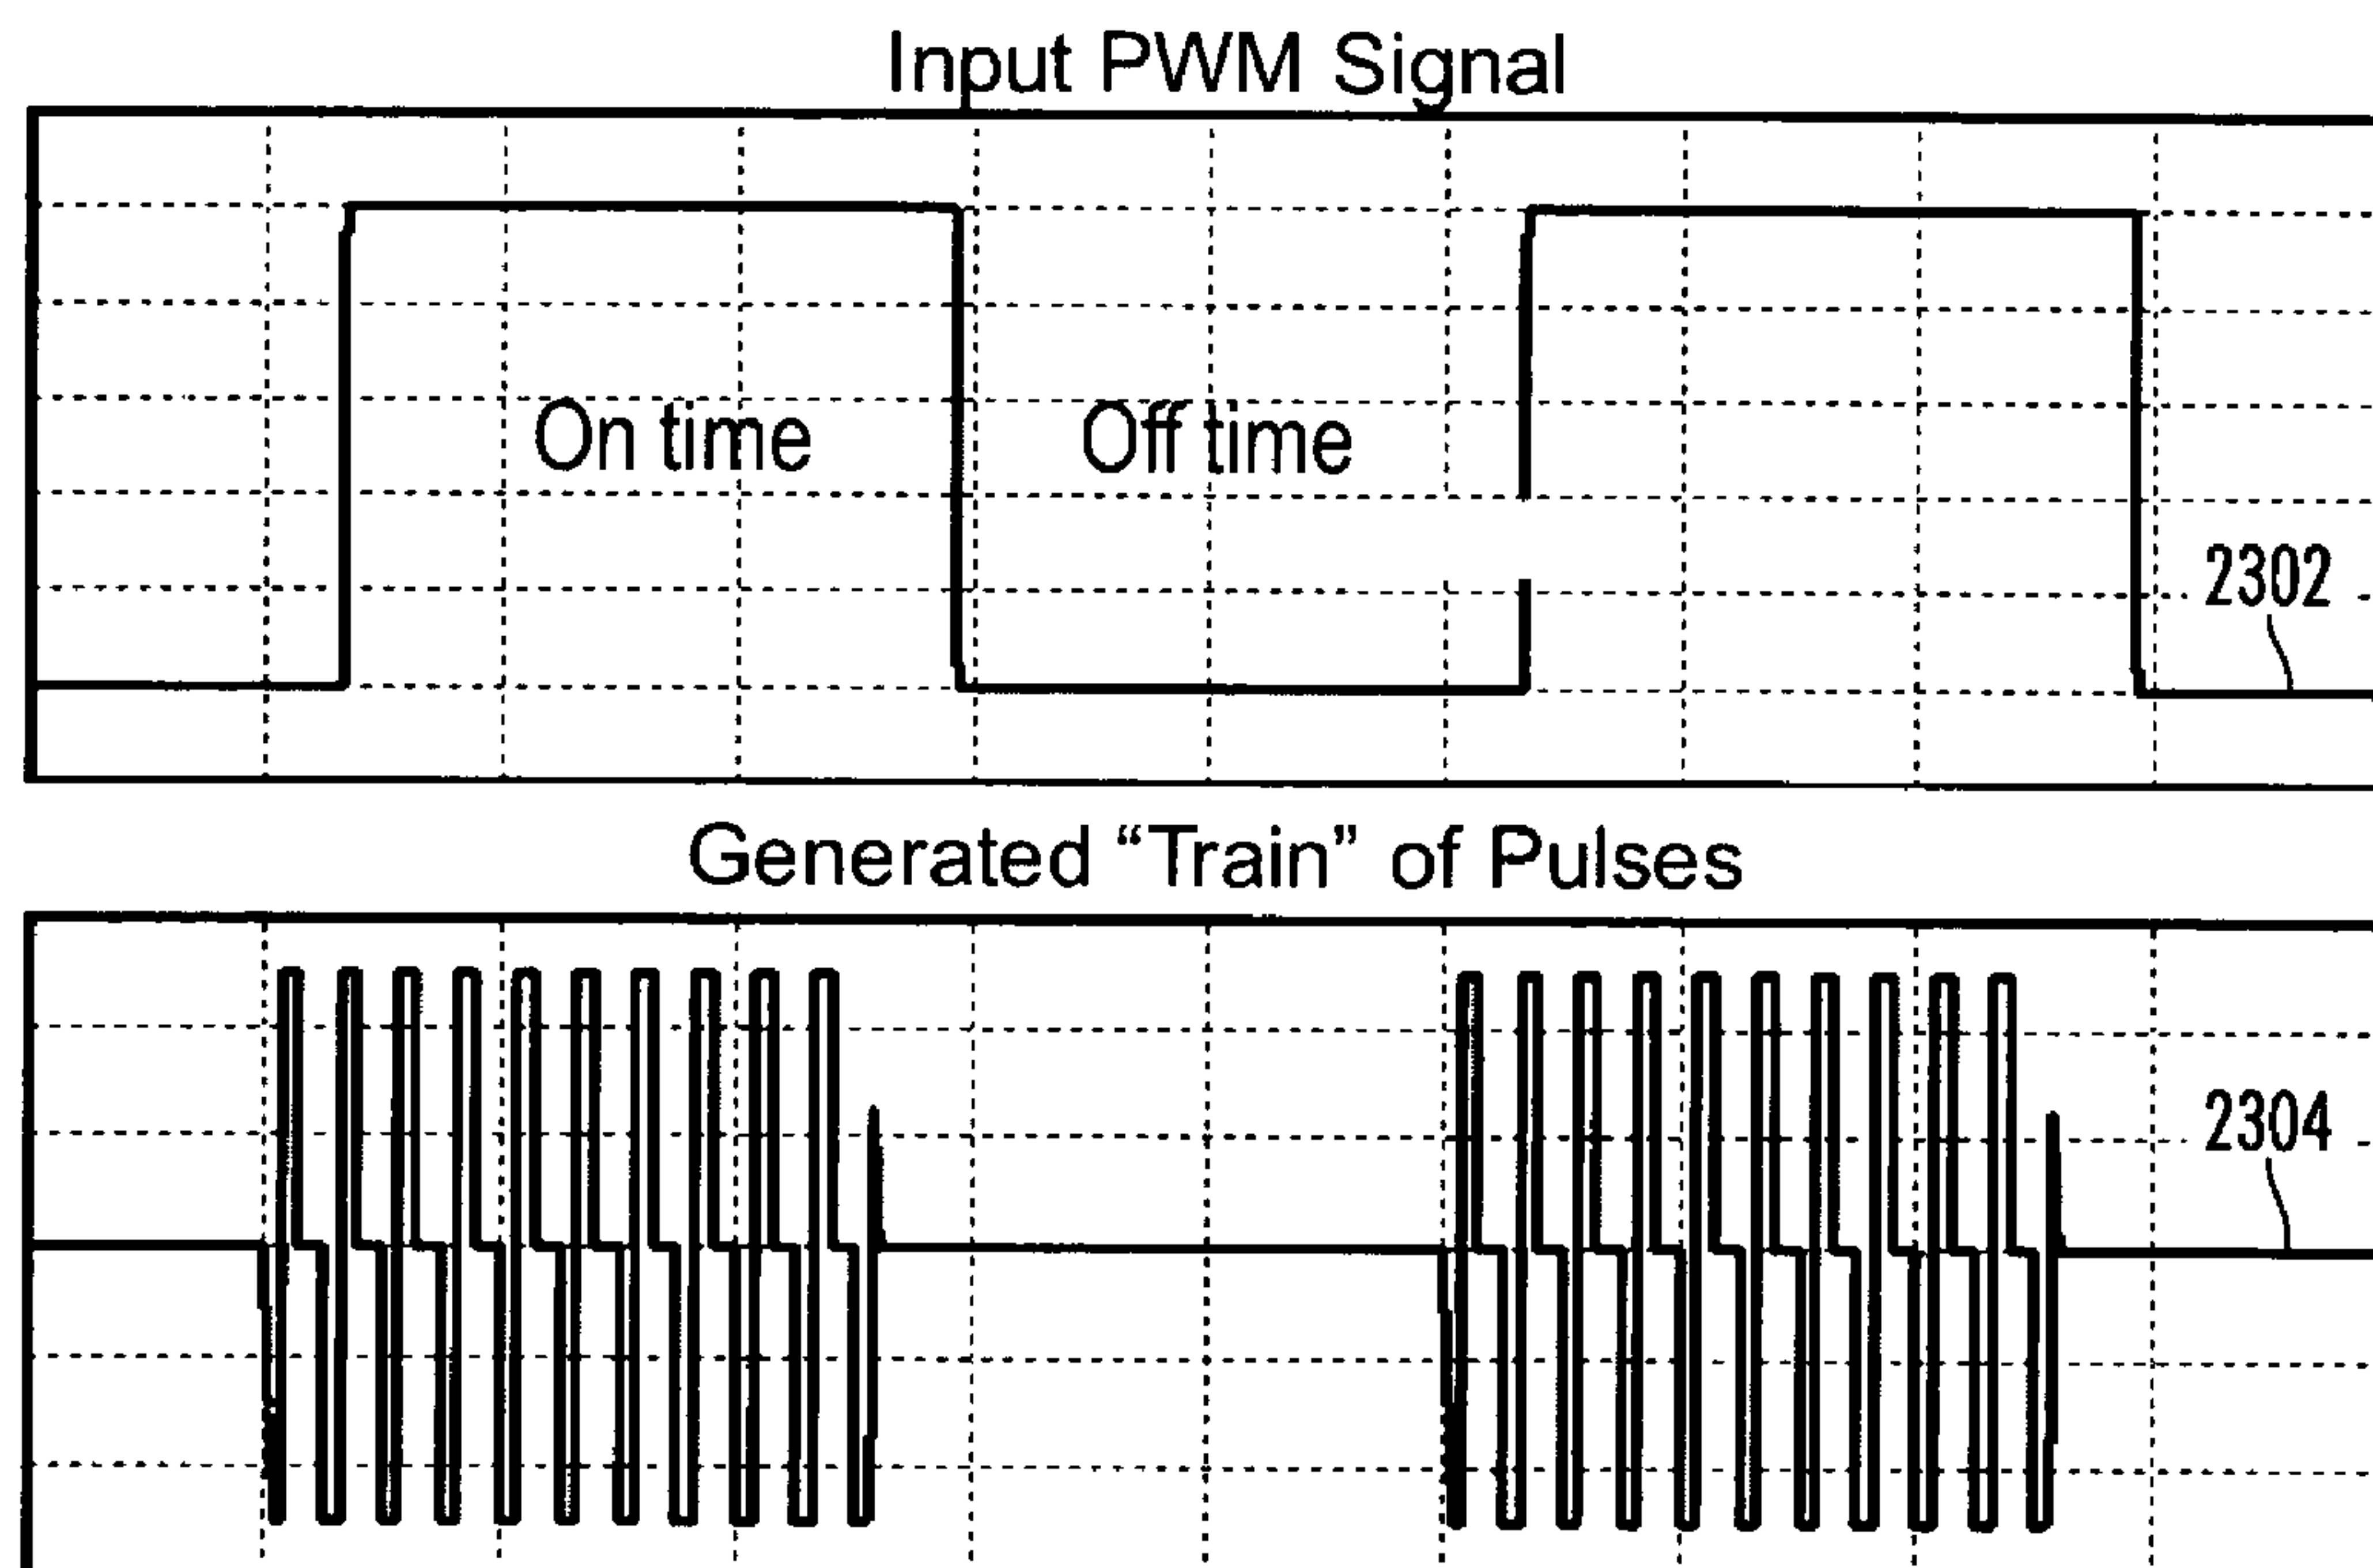 Input PWM Signal
On time
Off time
2302
Generated “Train” of Pulses
2304